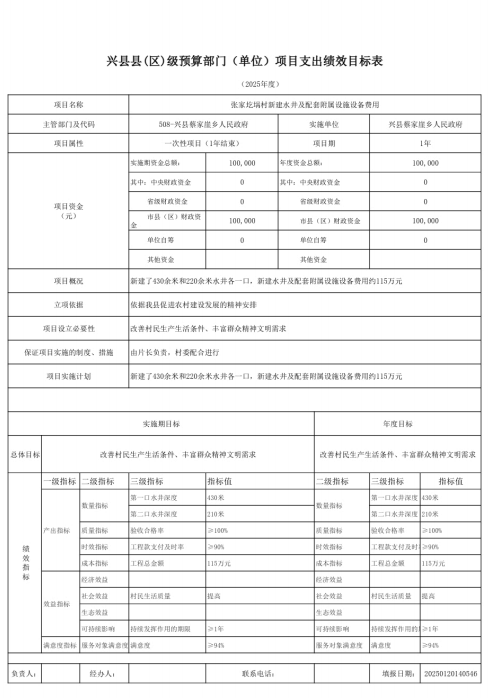 兴县县(区)级预算部门（单位）项目支出绩效目标表
（2025年度）
项目名称 张家圪埚村新建水井及配套附属设施设备费用
主管部门及代码 508-兴县蔡家崖乡人民政府 实施单位 兴县蔡家崖乡人民政府
项目属性 一次性项目（1年结束） 项目期 1年
项目资金（元）
实施期资金总额： 100,000 年度资金总额： 100,000
其中：中央财政资金 0 其中：中央财政资金 0
省级财政资金 0 省级财政资金 0
市县（区）财政资金 100,000 市县（区）财政资金 100,000
单位自筹 0 单位自筹 0
其他资金 其他资金
项目概况 新建了430余米和220余米水井各一口，新建水井及配套附属设施设备费用约115万元
立项依据 依据我县促进农村建设发展的精神安排
项目设立必要性 改善村民生产生活条件、丰富群众精神文明需求
保证项目实施的制度、措施 由片长负责，村委配合进行
项目实施计划 新建了430余米和220余米水井各一口，新建水井及配套附属设施设备费用约115万元
实施期目标 年度目标
总体目标 改善村民生产生活条件、丰富群众精神文明需求 改善村民生产生活条件、丰富群众精神文明需求
绩效指标
一级指标 二级指标 三级指标 指标值 二级指标 三级指标 指标值
产出指标 数量指标 第一口水井深度 430米 数量指标 第一口水井深度 430米
第二口水井深度 210米 第二口水井深度 210米
质量指标 验收合格率 ≥100% 质量指标 验收合格率 ≥100%
时效指标 工程款支付及时率 ≥90% 时效指标 工程款支付及时 ≥90%
成本指标 工程总金额 115万元 成本指标 工程总金额 115万元
效益指标 经济效益 经济效益
社会效益 村民生活质量 提高 社会效益 村民生活质量 提高
生态效益 生态效益
可持续影响 持续发挥作用的期限 ≥1年 可持续影响 持续发挥作用的 ≥1年
满意度指标 服务对象满意度 满意度 ≥94% 服务对象满意度 满意度 ≥94%
负责人： 经办人： 联系电话： 填报日期： 20250120140546